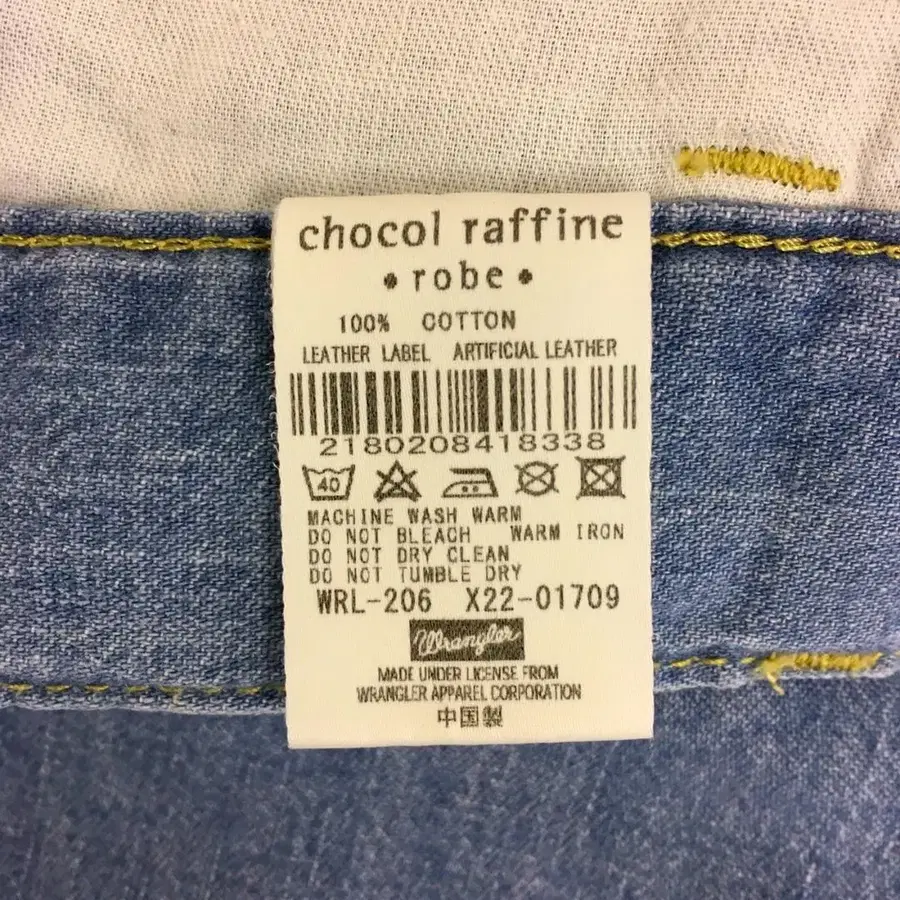 chocol raffine
• robe •
100% COTTON
LEATHER LABEL ARTIFICIAL LEATHER
2180208418338
40
MACHINE WASH WARM
DO NOT BLEACH WARM IRON
DO NOT DRY CLEAN
DO NOT TUMBLE DRY
WRL-206 X22-01709
Wrangler
MADE UNDER LICENSE FROM
WRANGLER APPAREL CORPORATION
中国製